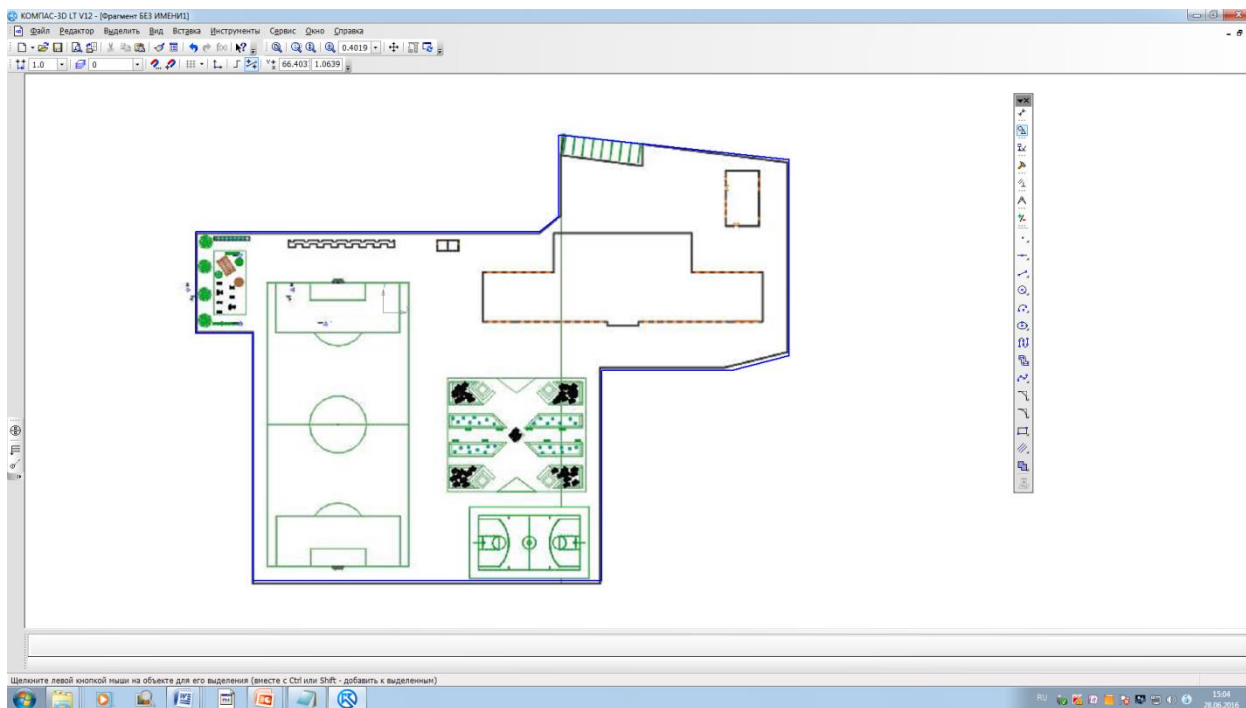 КОМПАС-3D LT V12 - [Фрагмент БЕЗ ИМЕНИ1]
Файл Редактор Выделить Вид Вставка Инструменты Сервис Окно Справка
0.4019
1.0 0 66.403 1.0639
Щелкните левой кнопкой мыши на объекте для его выделения (вместе с Ctrl или Shift - добавить к выделенным)
RU 15:04
28.06.2016